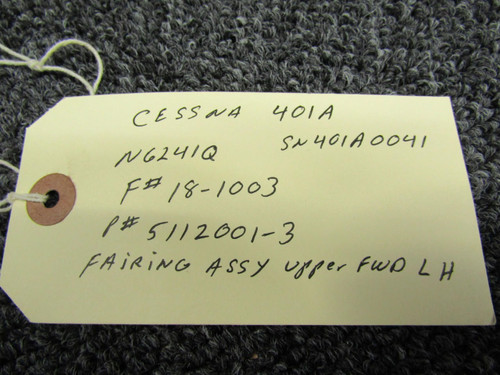 CESSNA 401A
N6241Q SN401A0041
F# 18-1003
P# 5112001-3
FAiRiNG ASSY upper FWD LH